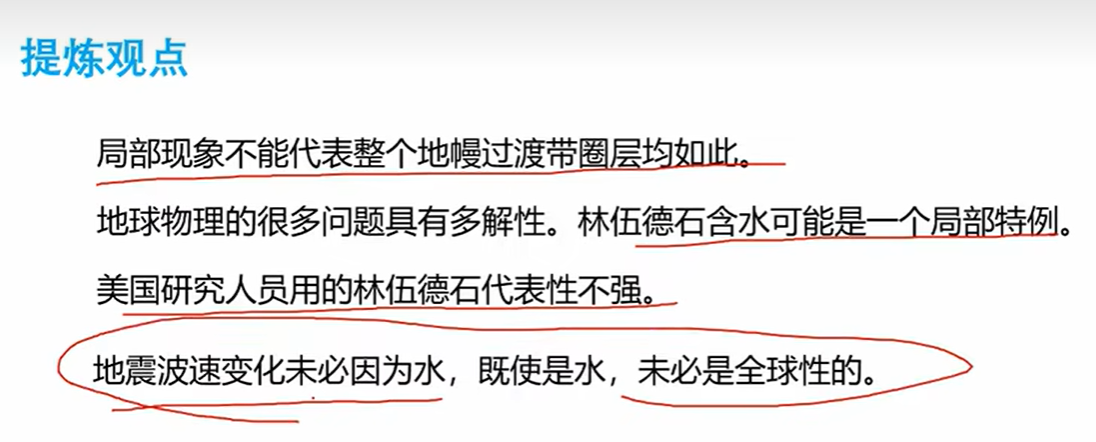 提炼观点
局部现象不能代表整个地幔过渡带圈层均如此。
地球物理的很多问题具有多解性。林伍德石含水可能是一个局部特例。
美国研究人员用的林伍德石代表性不强。
地震波速变化未必因为水，既使是水，未必是全球性的。